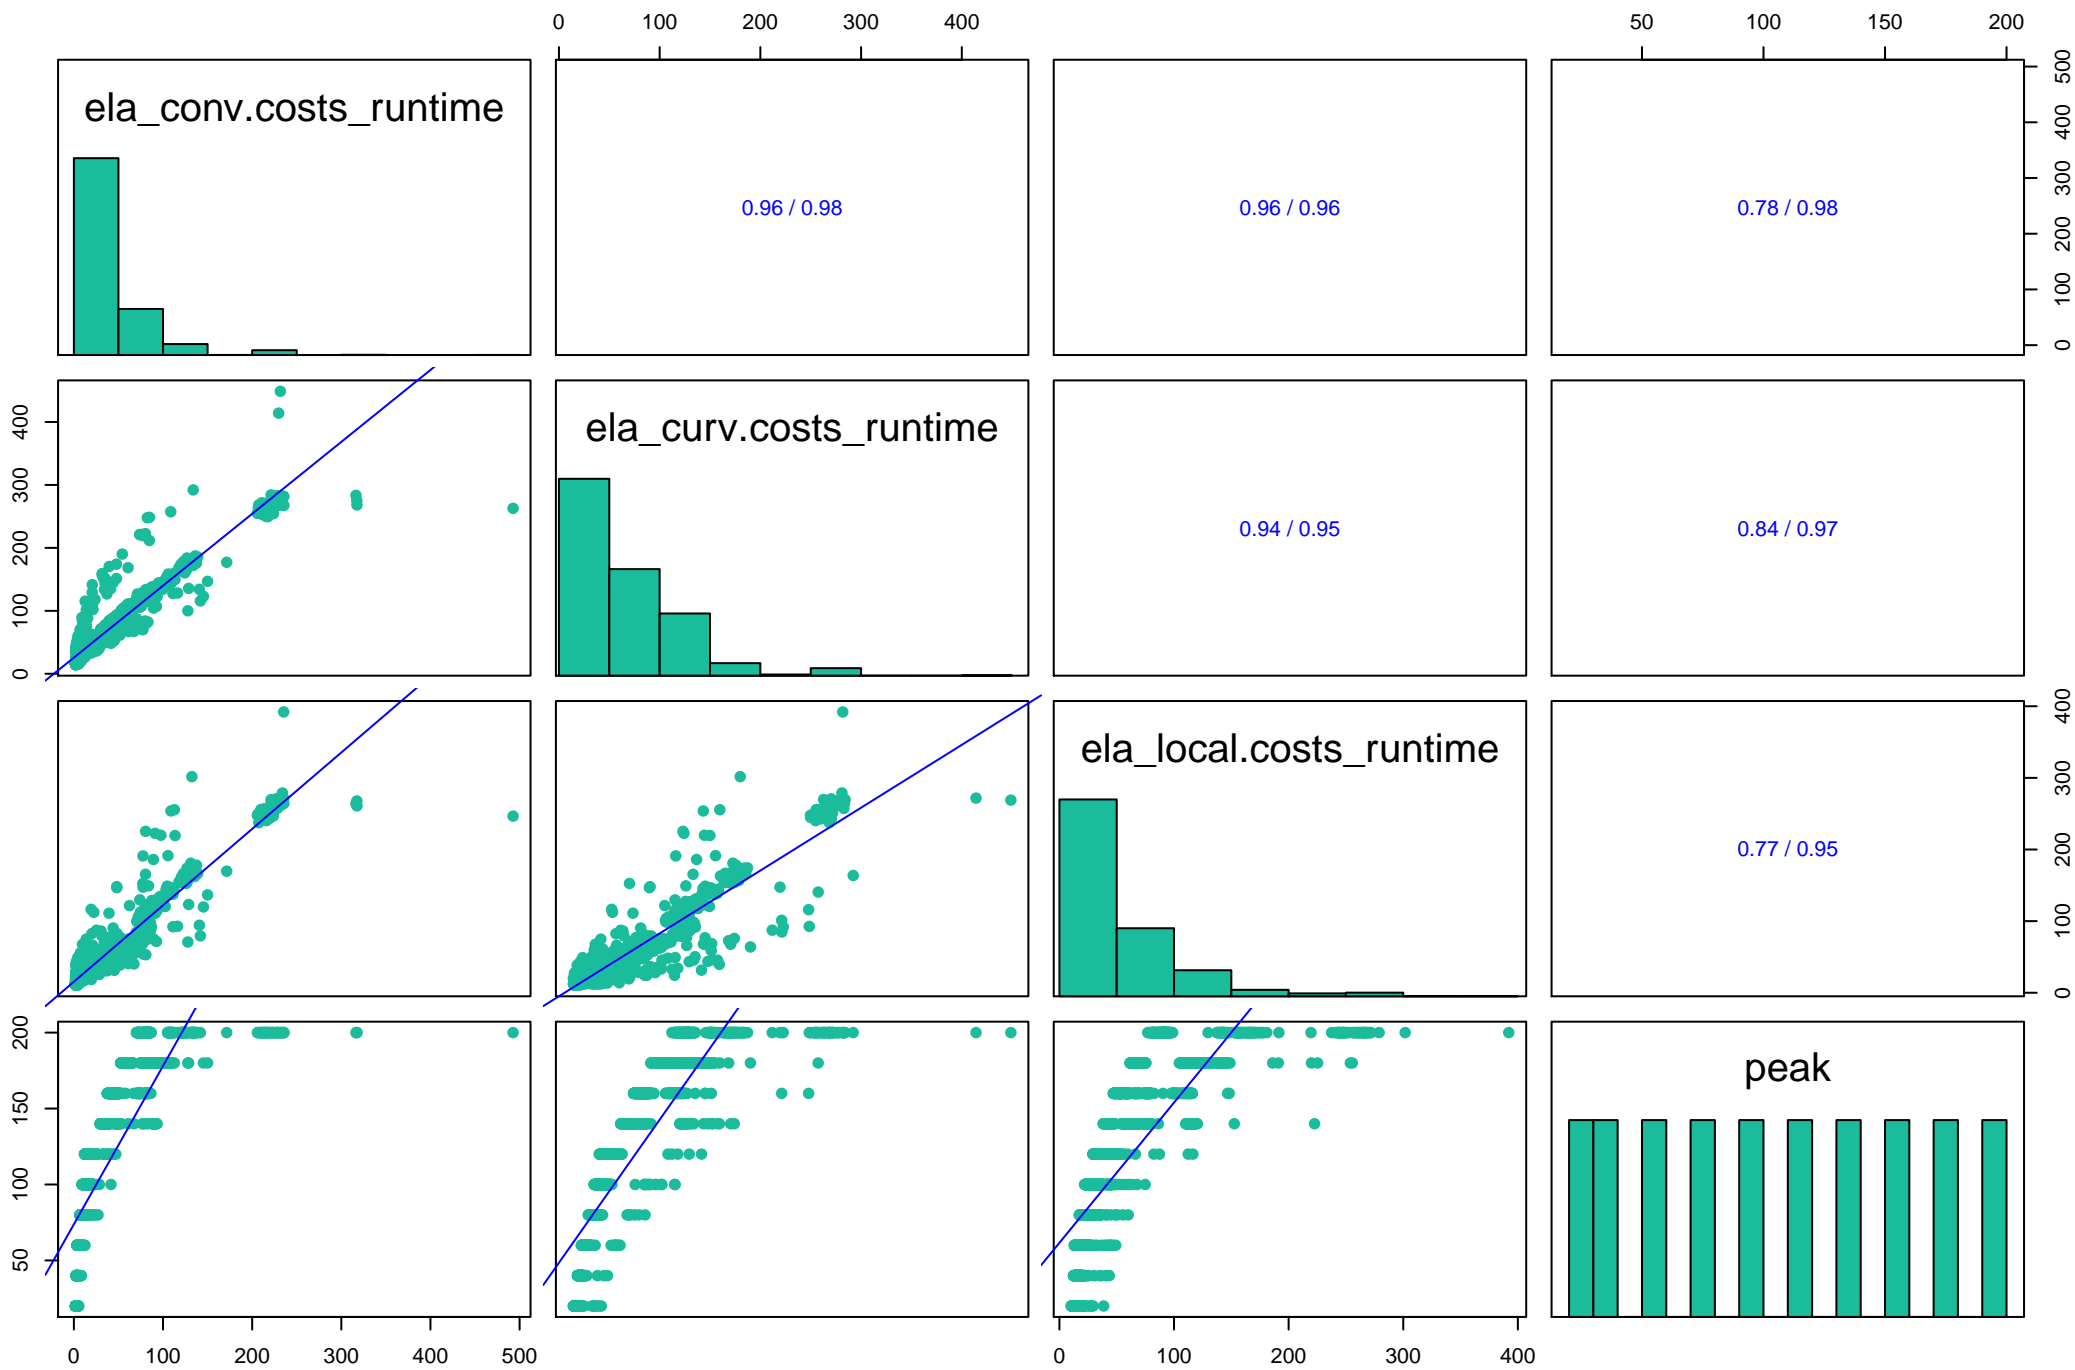 0 100 200 300 400
50 100 150 200
ela_conv.costs_runtime
0.96 / 0.98
0.96 / 0.96
0.78 / 0.98
0 100 200 300 400 500
0 100 200 300 400
ela_curv.costs_runtime
0.94 / 0.95
0.84 / 0.97
ela_local.costs_runtime
0.77 / 0.95
0 100 200 300 400
50 100 150 200
peak
0 100 200 300 400 500
0 100 200 300 400